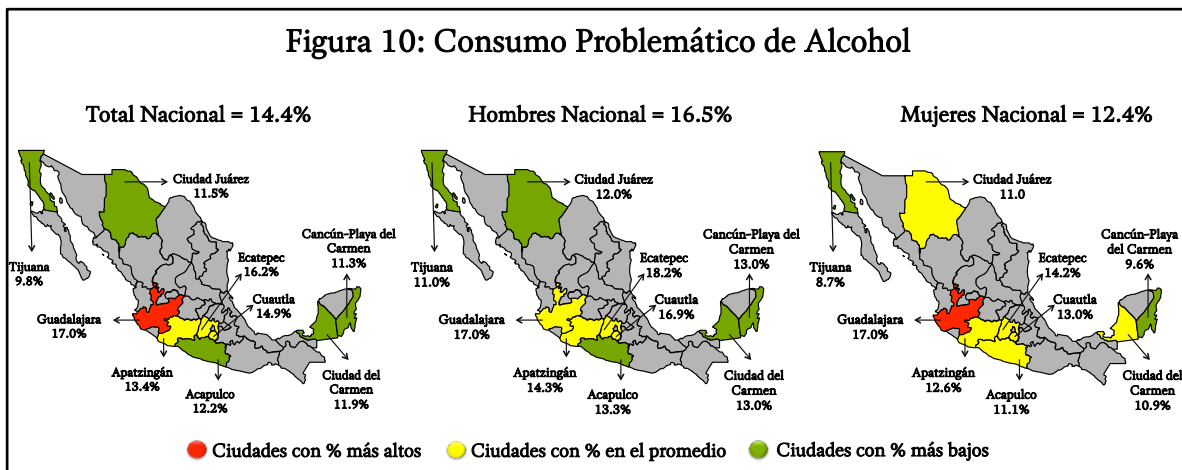 Figura 10: Consumo Problemático de Alcohol
Total Nacional = 14.4%
Ciudad Juárez
11.5%
Cancún-Playa del
Carmen
11.3%
Ecatepec
16.2%
Tijuana
9.8%
Cuautla
14.9%
Guadalajara
17.0%
Apatzingán
13.4%
Acapulco
12.2%
Ciudad del
Carmen
11.9%
Hombres Nacional = 16.5%
Ciudad Juárez
12.0%
Cancún-Playa del
Carmen
13.0%
Ecatepec
18.2%
Tijuana
11.0%
Cuautla
16.9%
Guadalajara
17.0%
Apatzingán
14.3%
Acapulco
13.3%
Ciudad del
Carmen
13.0%
Mujeres Nacional = 12.4%
Ciudad Juárez
11.0
Cancún-Playa
del Carmen
9.6%
Ecatepec
14.2%
Tijuana
8.7%
Cuautla
13.0%
Guadalajara
17.0%
Apatzingán
12.6%
Acapulco
11.1%
Ciudad del
Carmen
10.9%
Ciudades con % más altos
Ciudades con % en el promedio
Ciudades con % más bajos